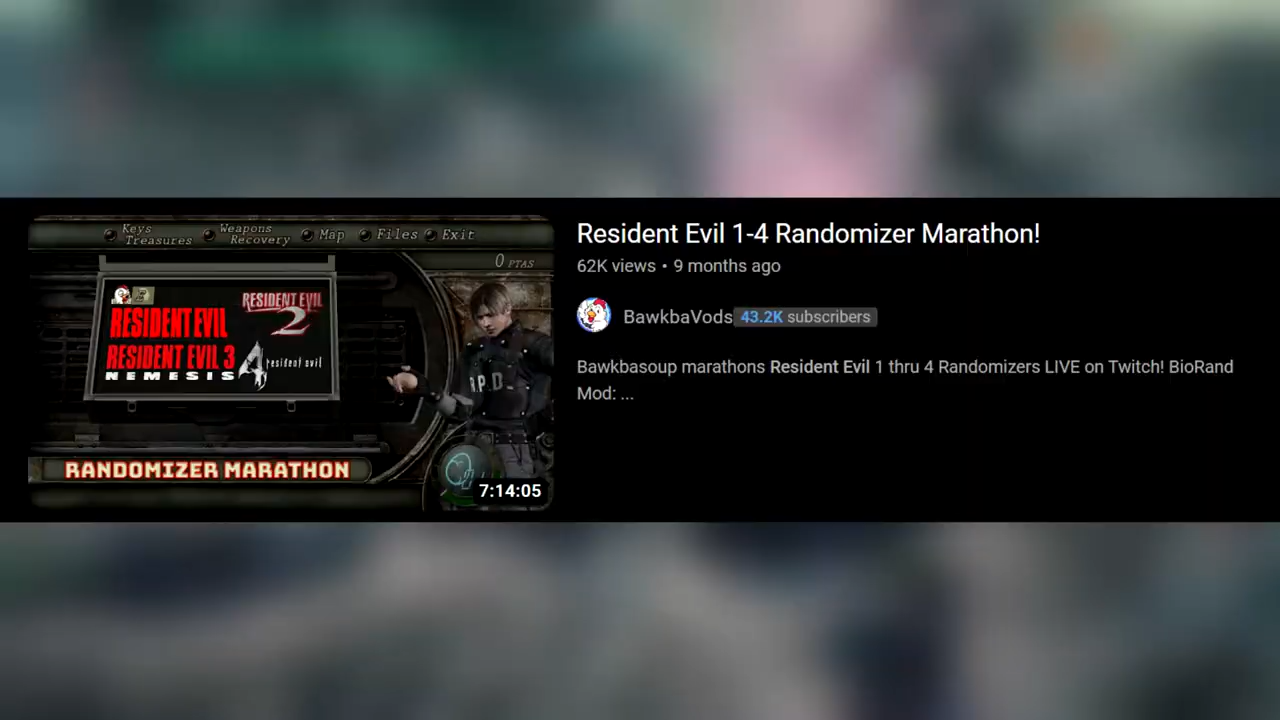 Keys Treasures
Weapons Recovery
Map
Files
Exit
0 PTAS
RESIDENT EVIL
RESIDENT EVIL 2
RESIDENT EVIL 3
NEMESIS
4 resident evil
R.P.D.
RANDOMIZER MARATHON
7:14:05
Resident Evil 1-4 Randomizer Marathon!
62K views • 9 months ago
BawkbaVods 43.2K subscribers
Bawkbasoup marathons Resident Evil 1 thru 4 Randomizers LIVE on Twitch! BioRand
Mod: ...